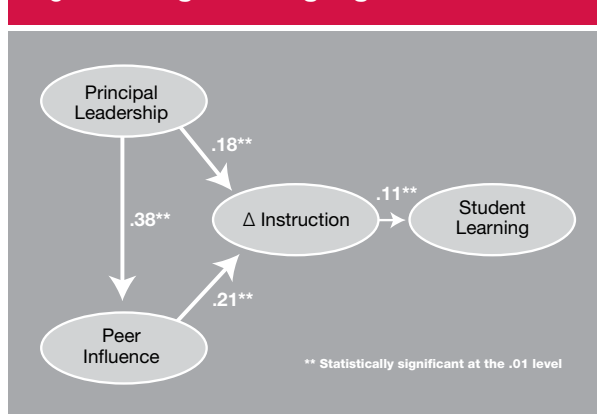 Principal
Leadership
.18**
.38**
Δ Instruction
.11**
Student
Learning
.21**
Peer
Influence
** Statistically significant at the .01 level